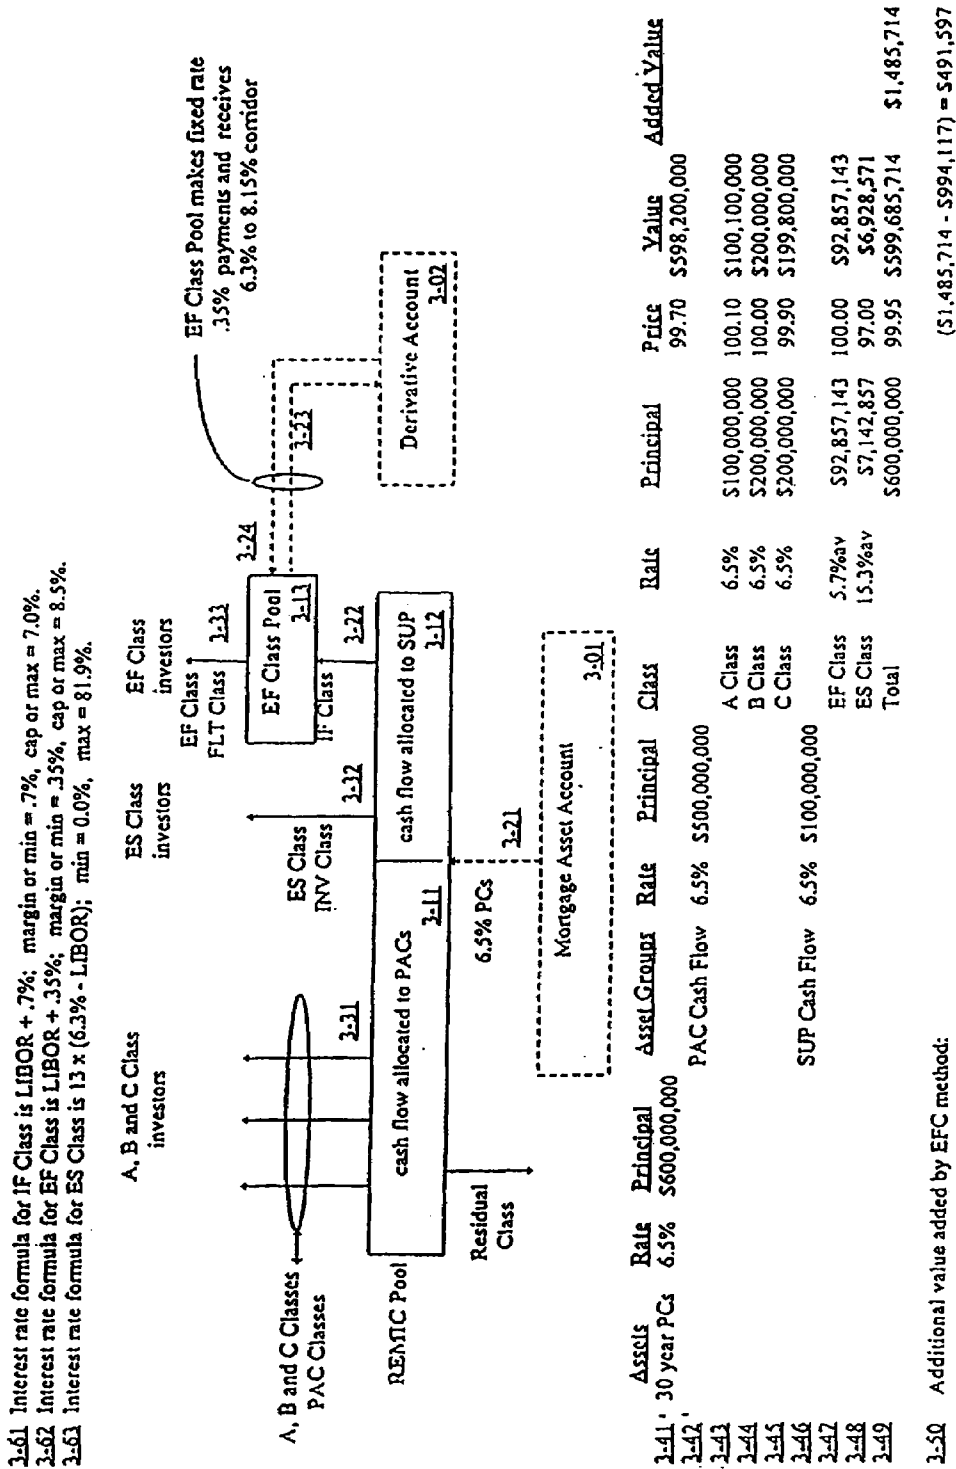 3-61 Interest rate formula for IF Class is LIBOR + .7%; margin or min = .7%, cap or max = 7.0%.
3-62 Interest rate formula for EF Class is LIBOR + .35%; margin or min = .35%, cap or max = 8.5%.
3-63 Interest rate formula for ES Class is 13 x (6.3% - LIBOR); min = 0.0%, max = 81.9%.
A, B and C Class
investors
ES Class
investors
EF Class
investors
EF Class Pool makes fixed rate
.35% payments and receives
6.3% to 8.15% corridor
A, B and C Classes
PAC Classes
3-31
ES Class
INV Class
3-32
EF Class
FLT Class
3-33
3-24
EF Class Pool
3-13
3-23
IF Class
3-22
Derivative Account
3-02
REMIC Pool
cash flow allocated to PACs
3-11
cash flow allocated to SUP
3-12
Residual
Class
6.5% PCs
3-21
Mortgage Asset Account
3-01
Assets Rate Principal Asset Groups Rate Principal Class Rate Principal Price Value Added Value
3-41 30 year PCs 6.5% $600,000,000 99.70 $598,200,000
3-42 PAC Cash Flow 6.5% $500,000,000
3-43 A Class 6.5% $100,000,000 100.10 $100,100,000
3-44 B Class 6.5% $200,000,000 100.00 $200,000,000
3-45 C Class 6.5% $200,000,000 99.90 $199,800,000
3-46 SUP Cash Flow 6.5% $100,000,000
3-47 EF Class 5.7%av $92,857,143 100.00 $92,857,143
3-48 ES Class 15.3%av $7,142,857 97.00 $6,928,571
3-49 Total $600,000,000 99.95 $599,685,714 $1,485,714
3-50 Additional value added by EFC method: ($1,485,714 - $994,117) = $491,597